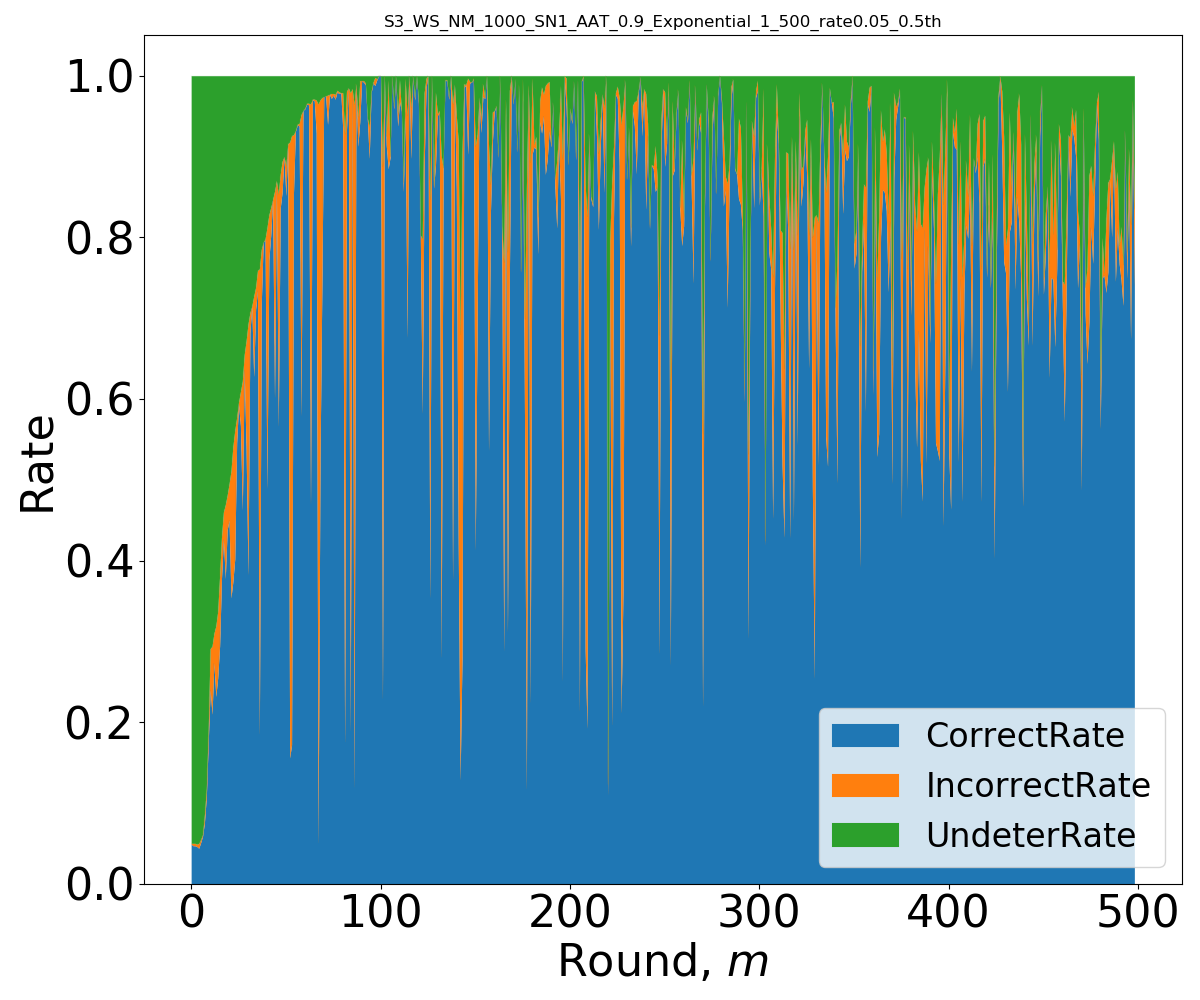 S3_WS_NM_1000_SN1_AAT_0.9_Exponential_1_500_rate0.05_0.5th
1.0
0.8
0.6
0.4
0.2
0.0
Rate
CorrectRate
IncorrectRate
UndeterRate
0 100 200 300 400 500
Round, m